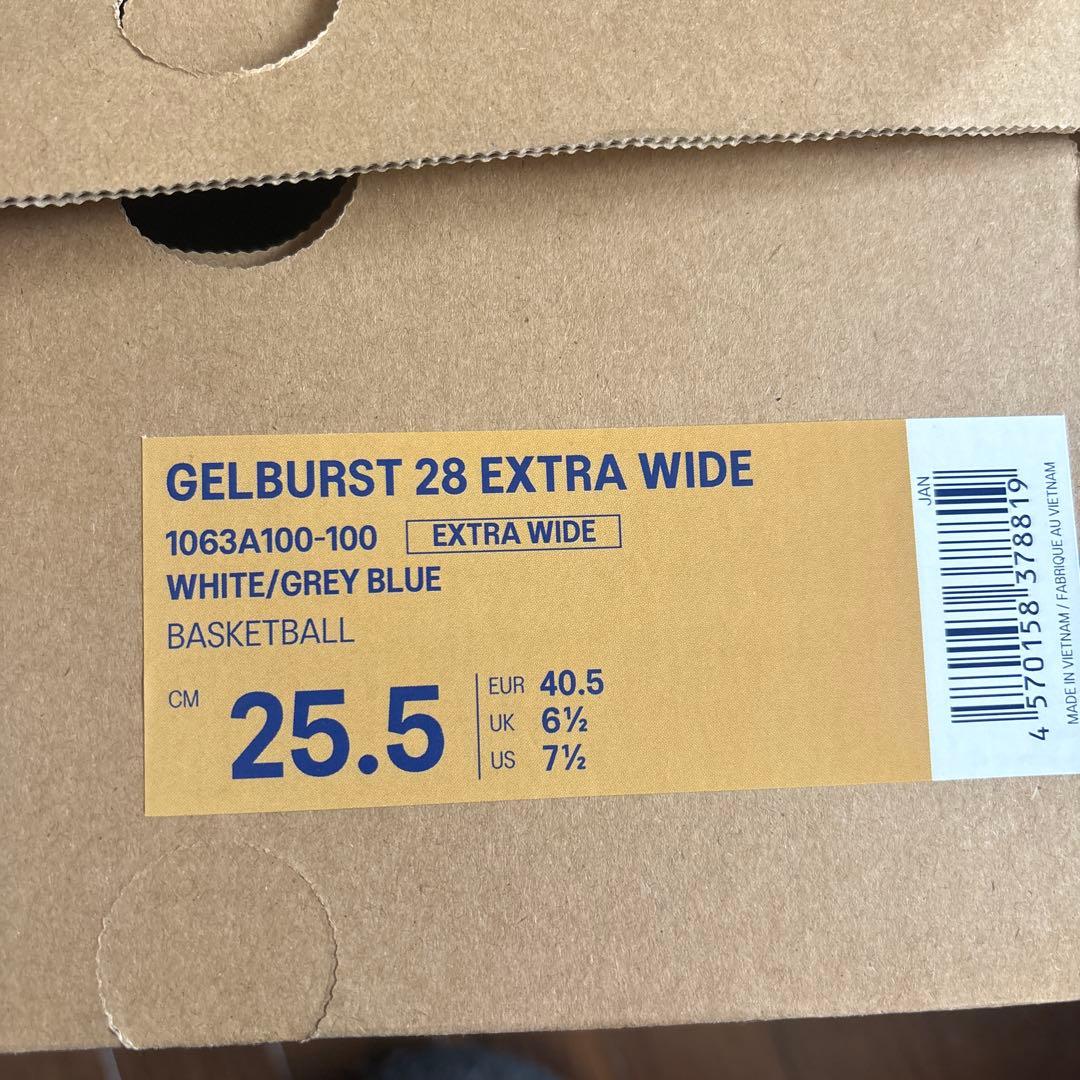 GELBURST 28 EXTRA WIDE
1063A100-100 EXTRA WIDE
WHITE/GREY BLUE
BASKETBALL
CM 25.5
EUR 40.5
UK 6½
US 7½
JAN
4 570158 378819
MADE IN VIETNAM / FABRIQUE AU VIETNAM